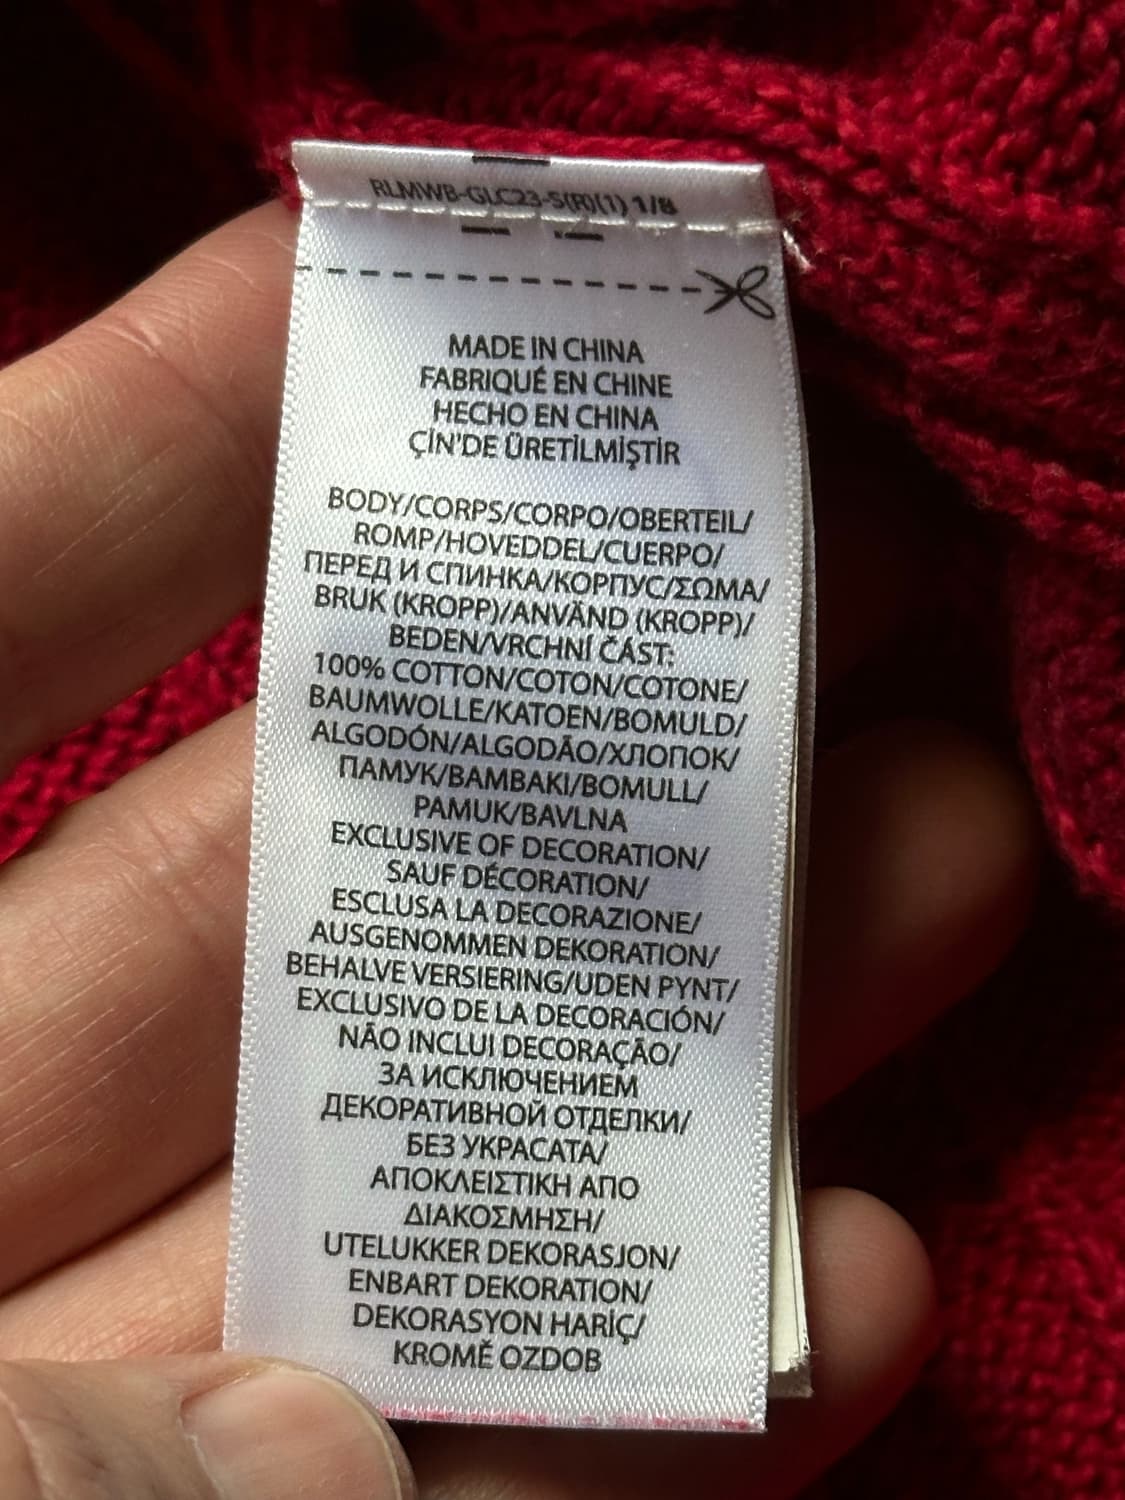 RLMWB-GLC23-S(R)(1) 1/8
MADE IN CHINA
FABRIQUÉ EN CHINE
HECHO EN CHINA
ÇİN'DE ÜRETİLMİŞTİR
BODY/CORPS/CORPO/OBERTEIL/
ROMP/HOVEDDEL/CUERPO/
ПЕРЕД И СПИНКА/КОРПУС/ΣΩΜΑ/
BRUK (KROPP)/ANVÄND (KROPP)/
BEDEN/VRCHNÍ ČÁST:
100% COTTON/COTON/COTONE/
BAUMWOLLE/KATOEN/BOMULD/
ALGODÓN/ALGODÃO/ХЛОПОК/
ПАМУК/ΒΑΜΒΑΚΙ/BOMULL/
PAMUK/BAVLNA
EXCLUSIVE OF DECORATION/
SAUF DÉCORATION/
ESCLUSA LA DECORAZIONE/
AUSGENOMMEN DEKORATION/
BEHALVE VERSIERING/UDEN PYNT/
EXCLUSIVO DE LA DECORACIÓN/
NÃO INCLUI DECORAÇÃO/
ЗА ИСКЛЮЧЕНИЕМ
ДЕКОРАТИВНОЙ ОТДЕЛКИ/
БЕЗ УКРАСАТА/
ΑΠΟΚΛΕΙΣΤΙΚΗ ΑΠΟ
ΔΙΑΚΟΣΜΗΣΗ/
UTELUKKER DEKORASJON/
ENBART DEKORATION/
DEKORASYON HARİÇ/
KROMĚ OZDOB